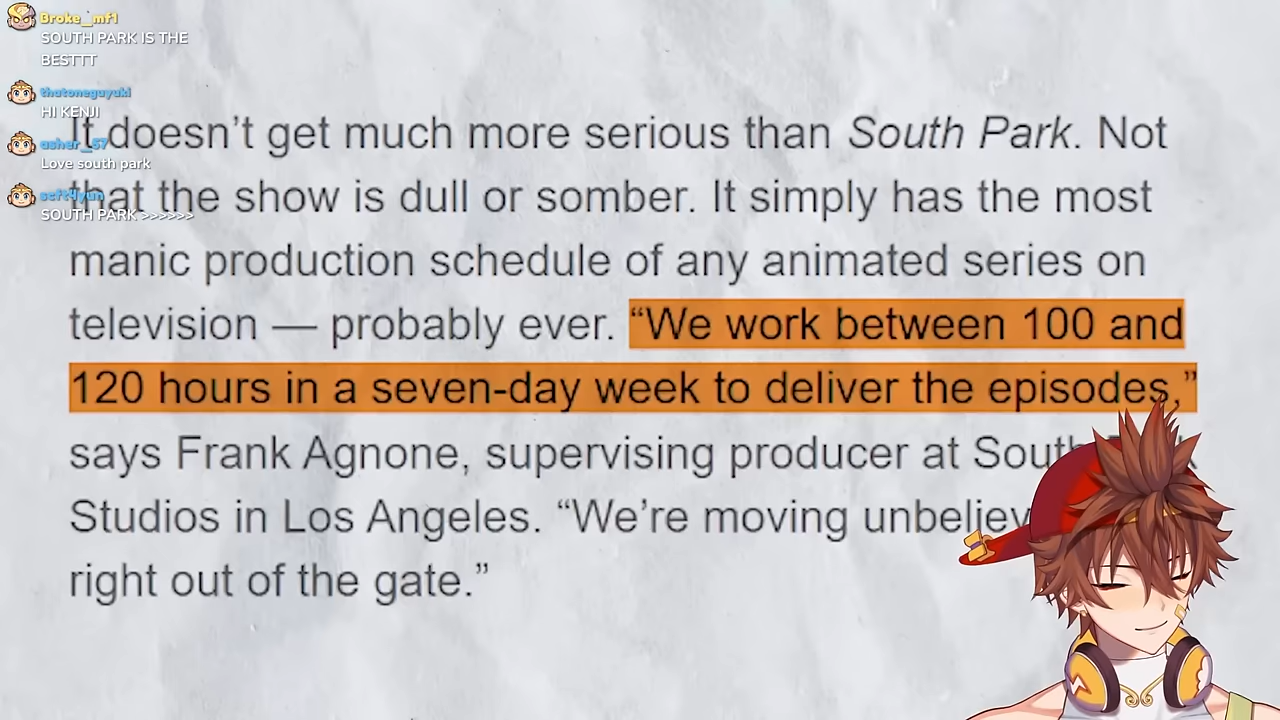 Broke_mf1
SOUTH PARK IS THE
BESTTT
thatoneguyuki
HI KENJI
asher_57
Love south park
SOUTH PARK >>>>>>
It doesn’t get much more serious than South Park. Not
that the show is dull or somber. It simply has the most
manic production schedule of any animated series on
television — probably ever. “We work between 100 and
120 hours in a seven-day week to deliver the episodes,”
says Frank Agnone, supervising producer at South
Studios in Los Angeles. “We’re moving
right out of the gate.”